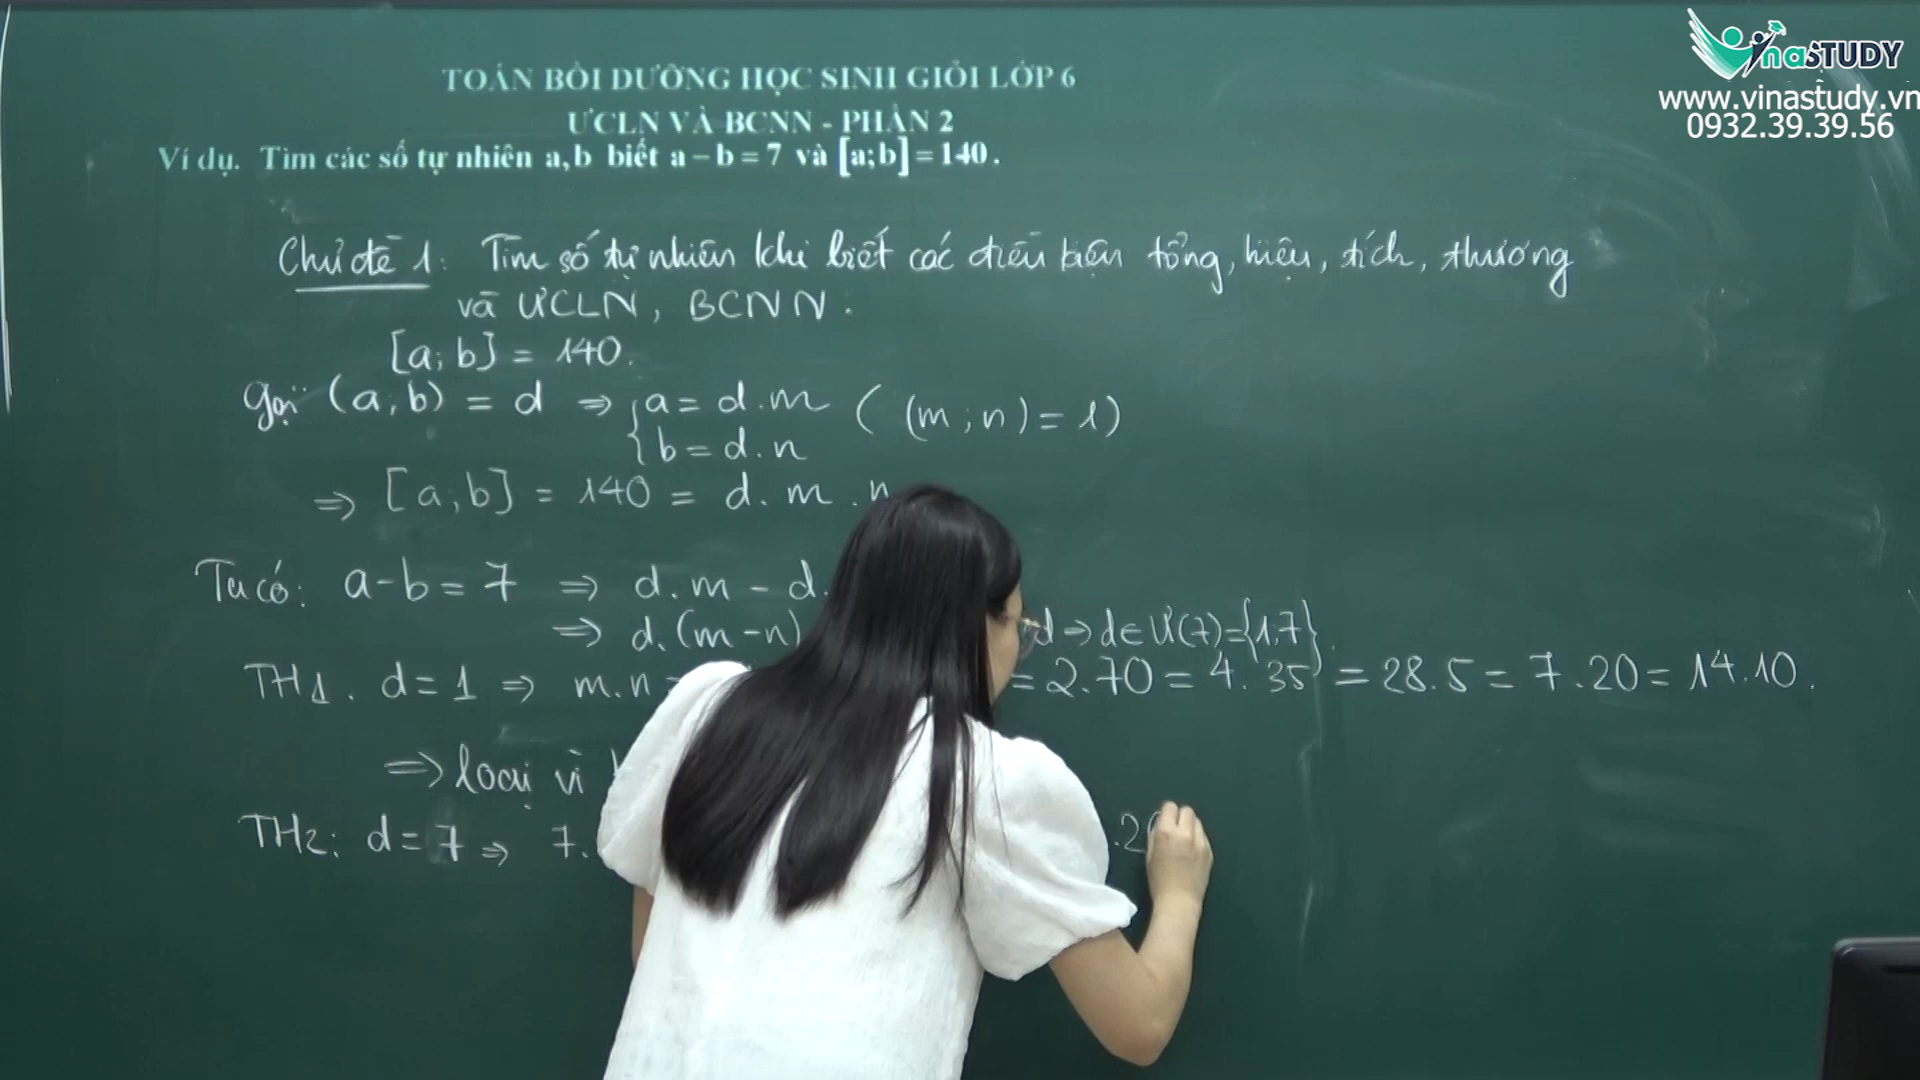 VinaSTUDY
www.vinastudy.vn
0932.39.39.56
TOÁN BỒI DƯỠNG HỌC SINH GIỎI LỚP 6
ƯCLN VÀ BCNN - PHẦN 2
Ví dụ. Tìm các số tự nhiên a,b biết a – b = 7 và [a;b] = 140.
Chủ đề 1: Tìm số tự nhiên khi biết các điều kiện tổng, hiệu, tích, thương
và ƯCLN, BCNN.
[a; b] = 140.
Gọi (a; b) = d ⇒ { a = d.m ( (m; n) = 1)
b = d.n
⇒ [a; b] = 140 = d. m . n
Ta có: a - b = 7 ⇒ d.m - d.
⇒ d.(m - n) d ⇒ d ∈ Ư(7) = {1,7}.
TH1. d = 1 ⇒ m.n = = 2.70 = 4.35 = 28.5 = 7.20 = 14.10.
⇒ loại vì
TH2: d = 7 ⇒ 7. .2